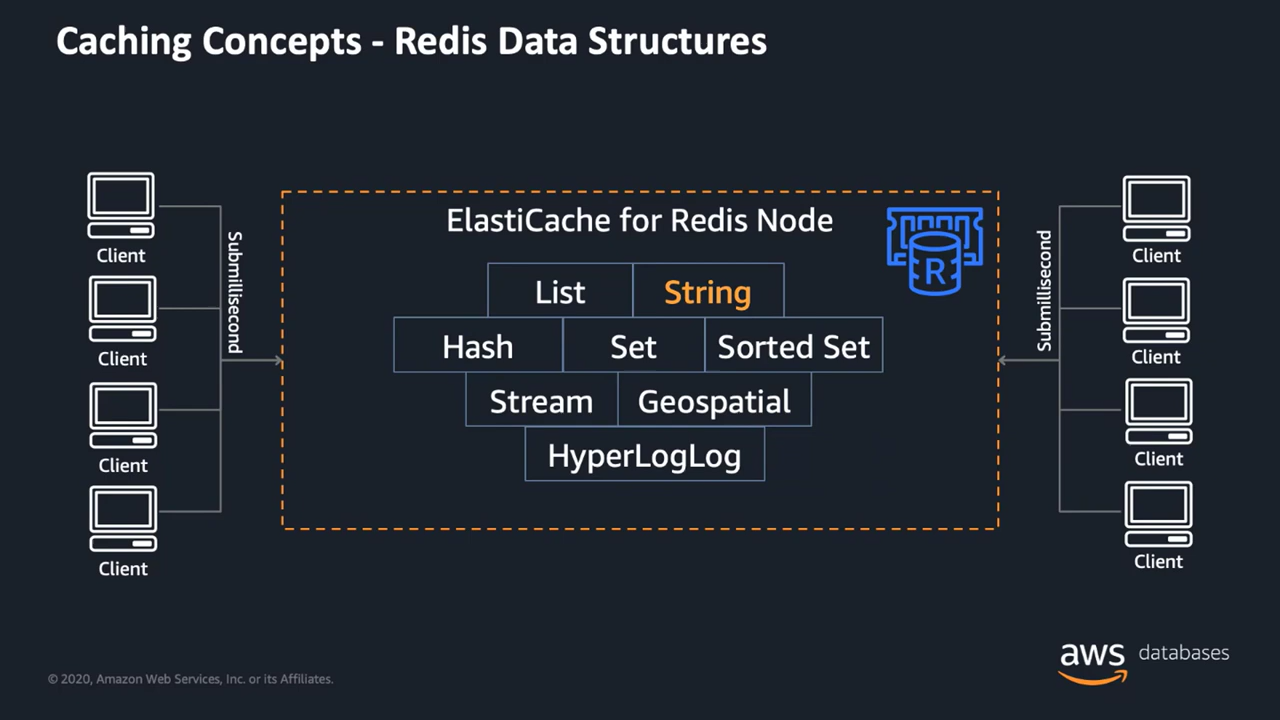 Caching Concepts - Redis Data Structures
ElastiCache for Redis Node
List
String
Hash
Set
Sorted Set
Stream
Geospatial
HyperLogLog
R
Client
Client
Client
Client
Submillisecond
Submillisecond
Client
Client
Client
Client
© 2020, Amazon Web Services, Inc. or its Affiliates.
aws databases